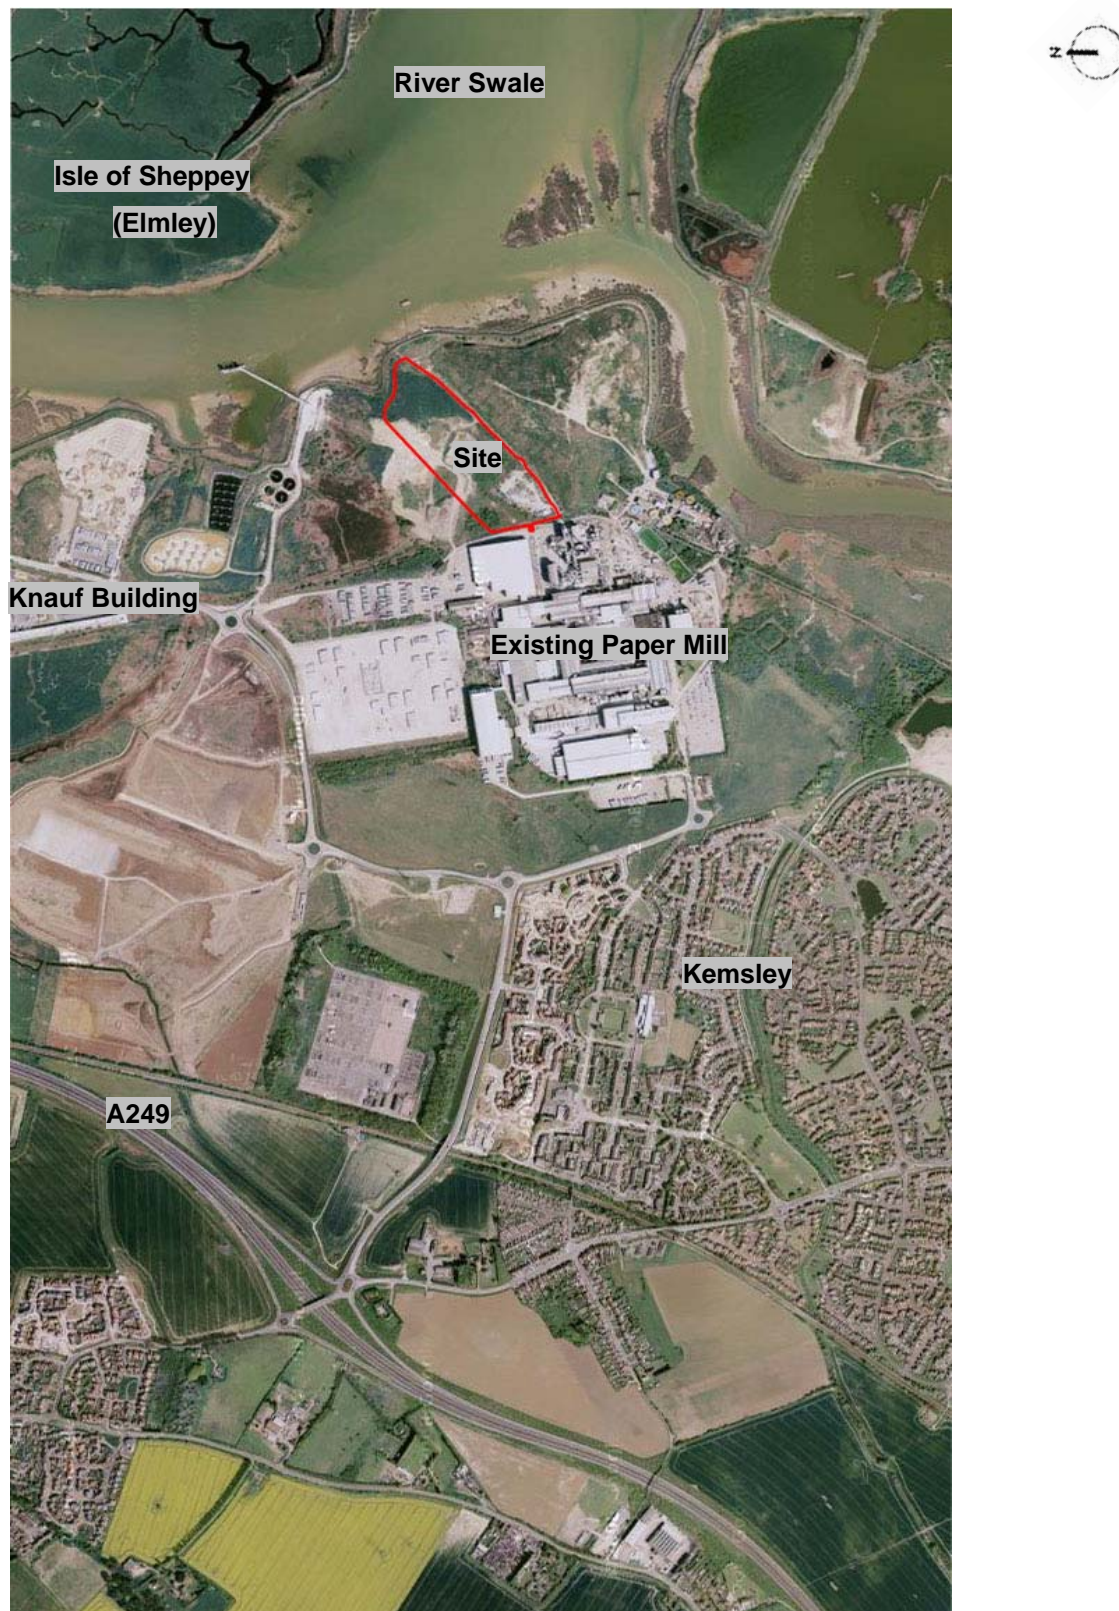 River Swale
Isle of Sheppey
(Elmley)
Site
Knauf Building
Existing Paper Mill
Kemsley
A249
N